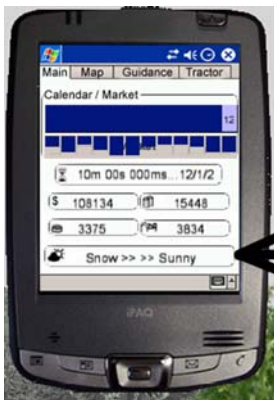 Main Map Guidance Tractor
Calendar / Market
12
10m 00s 000ms...12/1/2
$ 108134 15448
3375 3834
Snow >> >> Sunny
iPAQ